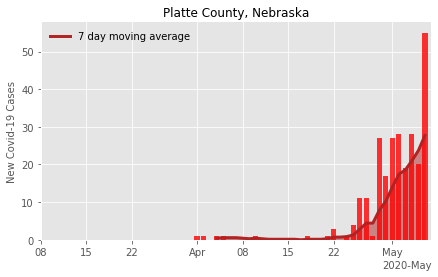 Platte County, Nebraska
7 day moving average
New Covid-19 Cases
50
40
30
20
10
0
08 15 22 Apr 08 15 22 May
2020-May